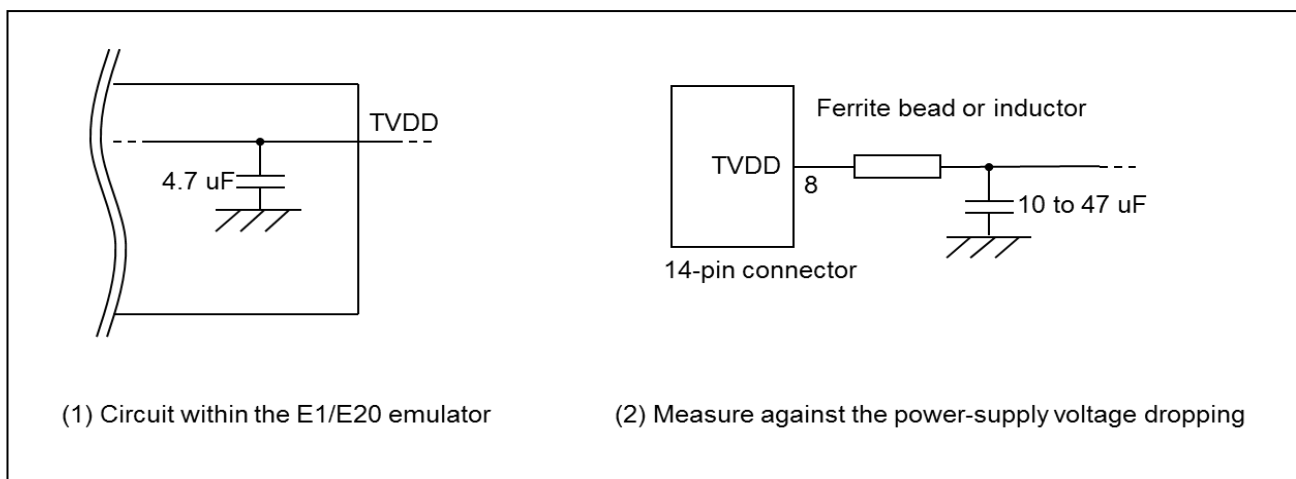 TVDD
4.7 uF
(1) Circuit within the E1/E20 emulator
Ferrite bead or inductor
TVDD
8
10 to 47 uF
14-pin connector
(2) Measure against the power-supply voltage dropping